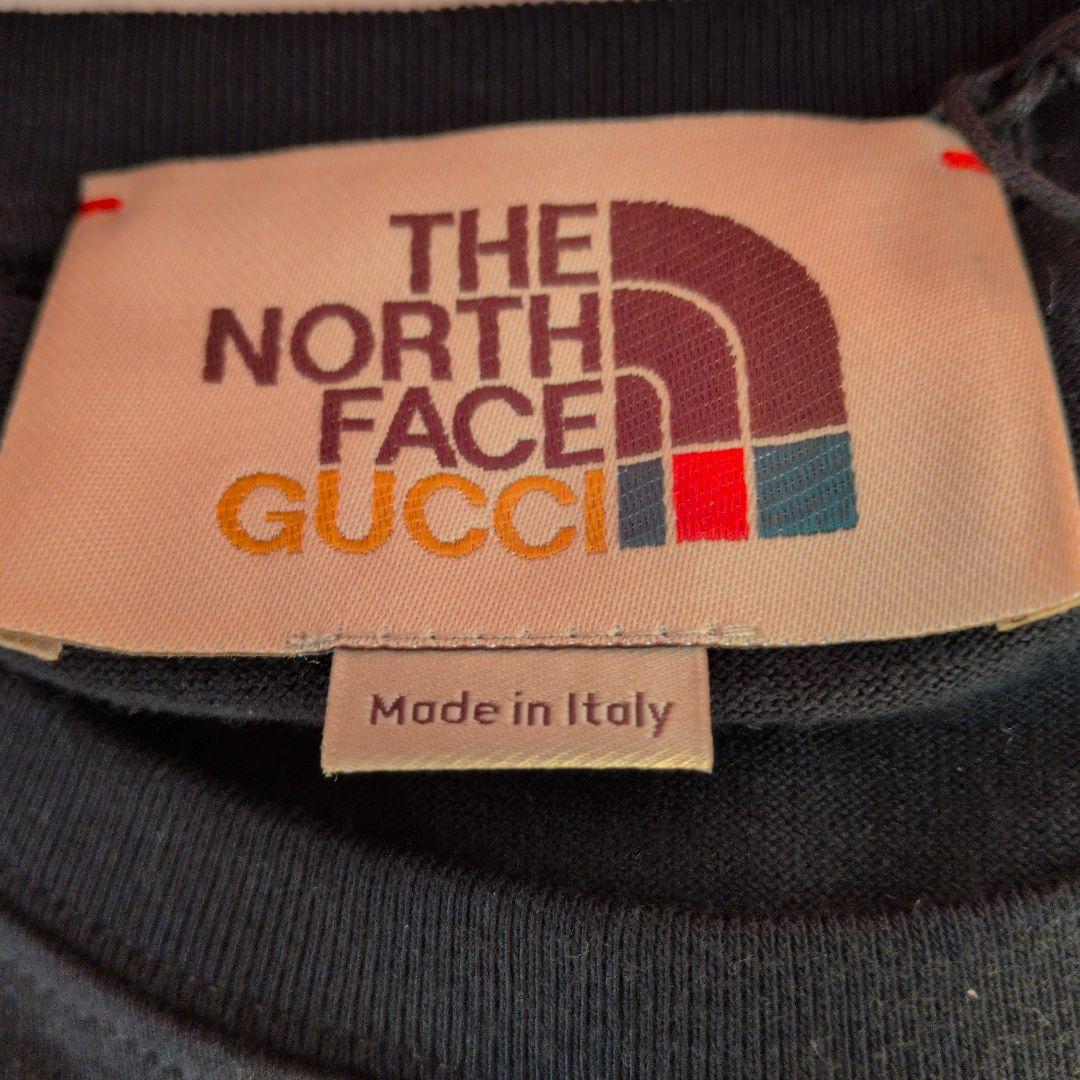 THE
NORTH
FACE
GUCCI
Made in Italy